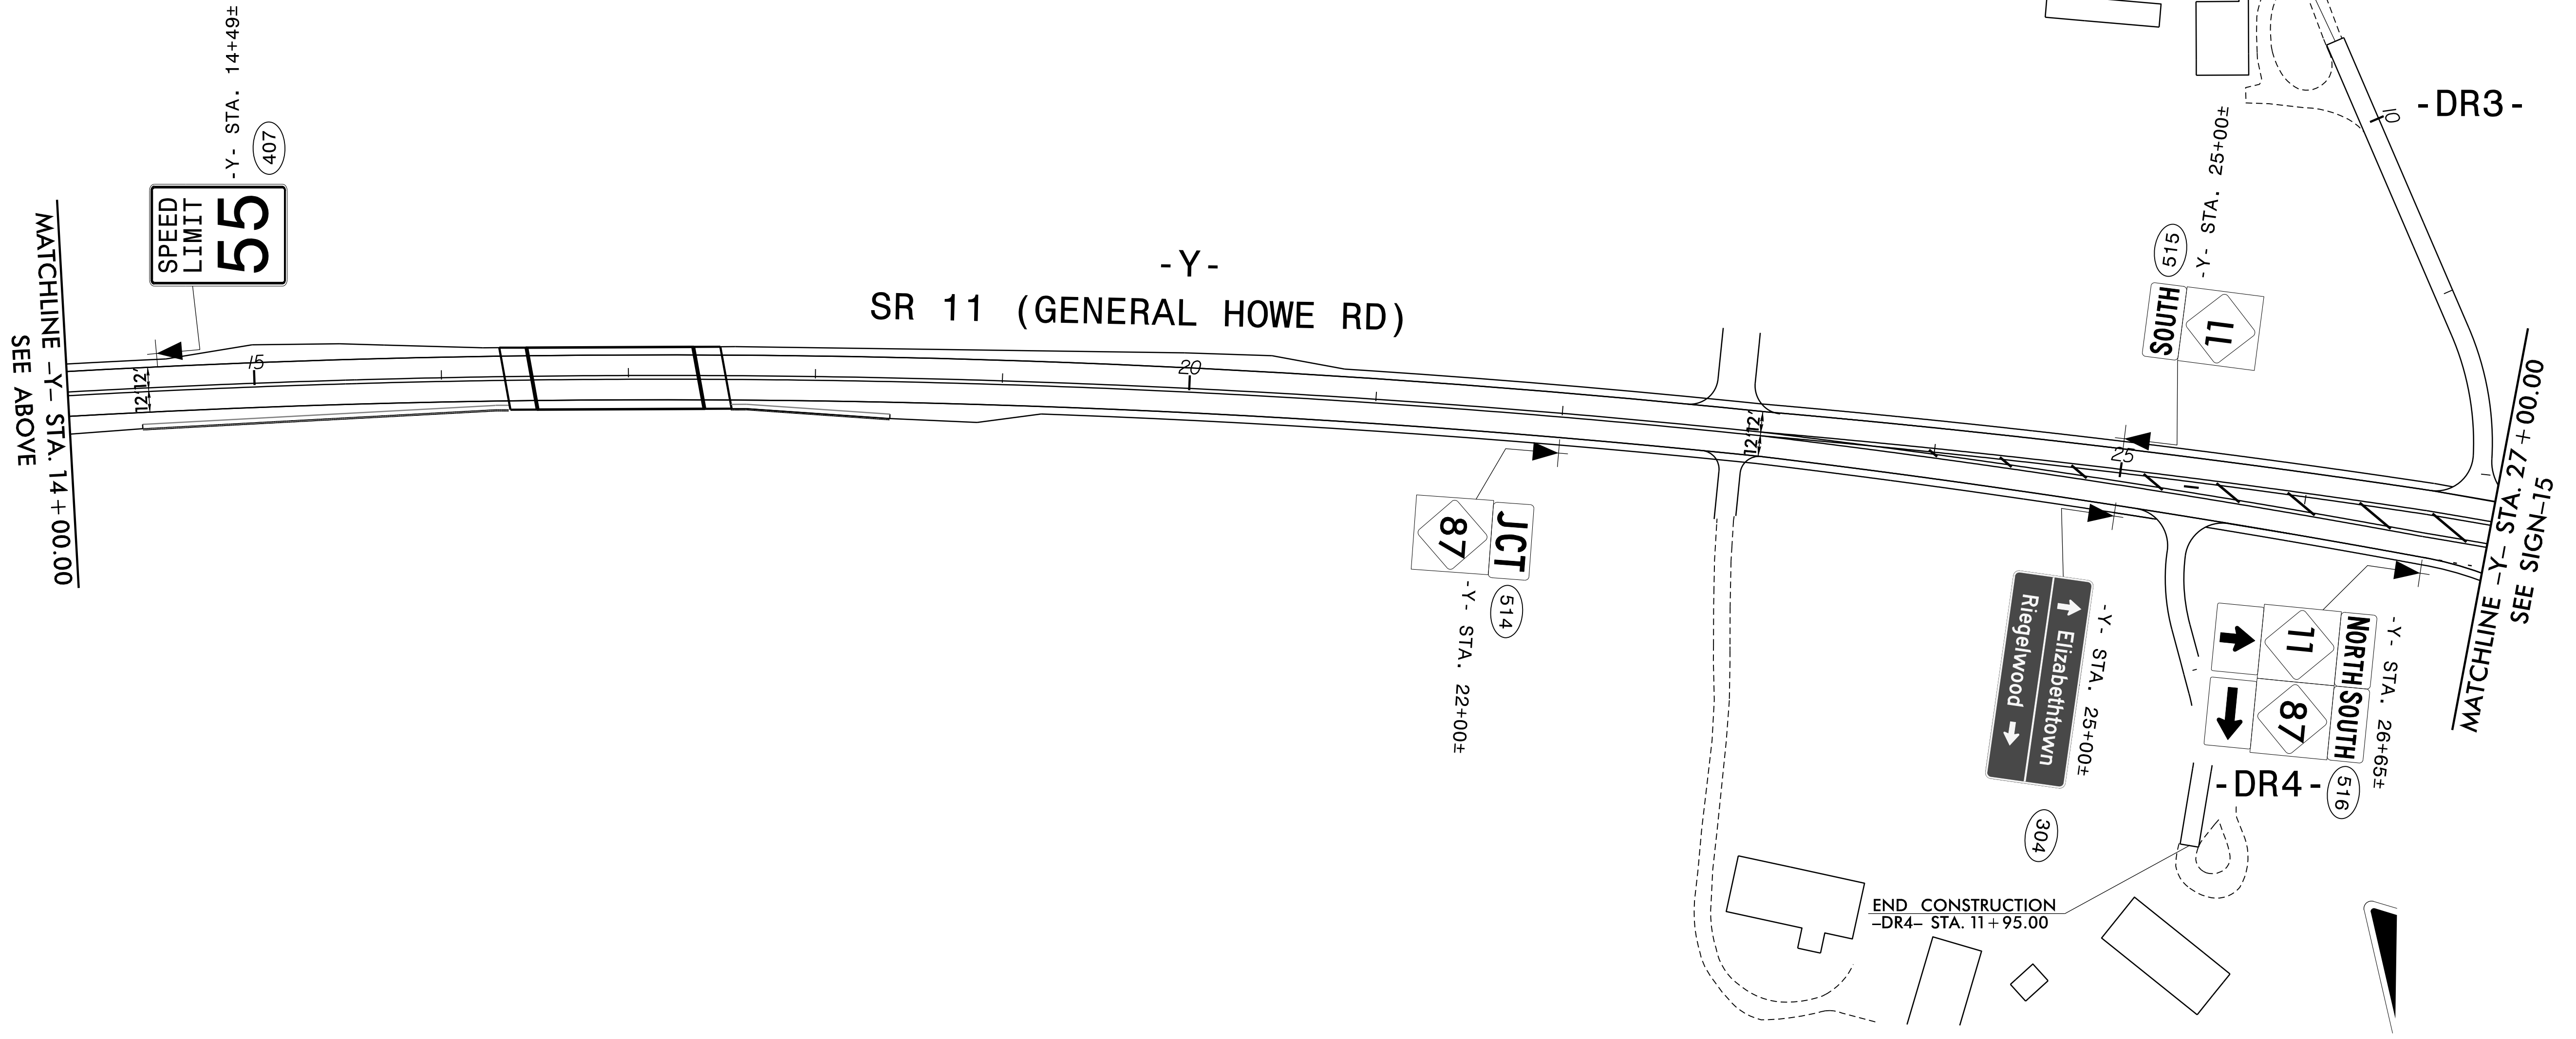 -Y- STA. 14+49±
407
SPEED
LIMIT
55
MATCHLINE –Y– STA. 14+00.00
SEE ABOVE
12'
12'
15
-Y-
SR 11 (GENERAL HOWE RD)
20
12'
12'
JCT
87
514
-Y- STA. 22+00±
-Y- STA. 25+00±
515
SOUTH
11
25
10
-DR3-
MATCHLINE –Y– STA. 27+00.00
SEE SIGN–15
Elizabethtown
Riegelwood
-Y- STA. 25+00±
304
NORTH
11
SOUTH
87
-Y- STA. 26+65±
516
-DR4-
END CONSTRUCTION
–DR4– STA. 11+95.00